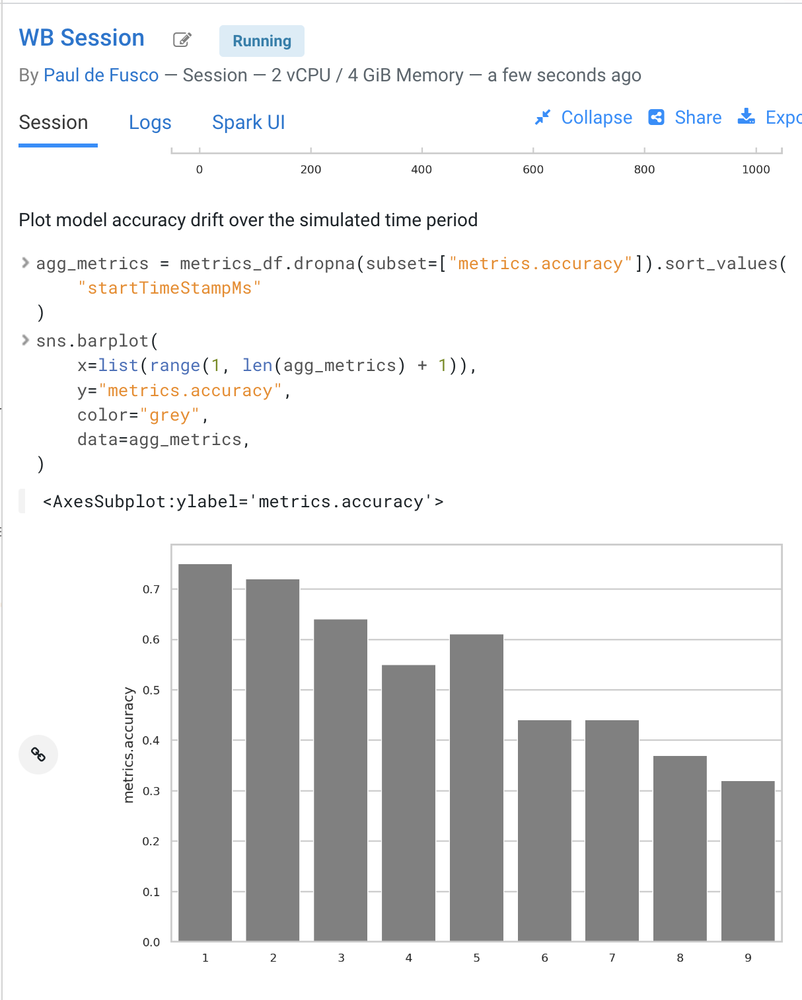 WB Session Running
By Paul de Fusco — Session — 2 vCPU / 4 GiB Memory — a few seconds ago
Session Logs Spark UI Collapse Share Expo
0 200 400 600 800 1000
Plot model accuracy drift over the simulated time period
agg_metrics = metrics_df.dropna(subset=["metrics.accuracy"]).sort_values(
"startTimeStampMs"
)
sns.barplot(
x=list(range(1, len(agg_metrics) + 1)),
y="metrics.accuracy",
color="grey",
data=agg_metrics,
)
<AxesSubplot:ylabel='metrics.accuracy'>
0.7
0.6
0.5
0.4
0.3
0.2
0.1
0.0
metrics.accuracy
1 2 3 4 5 6 7 8 9